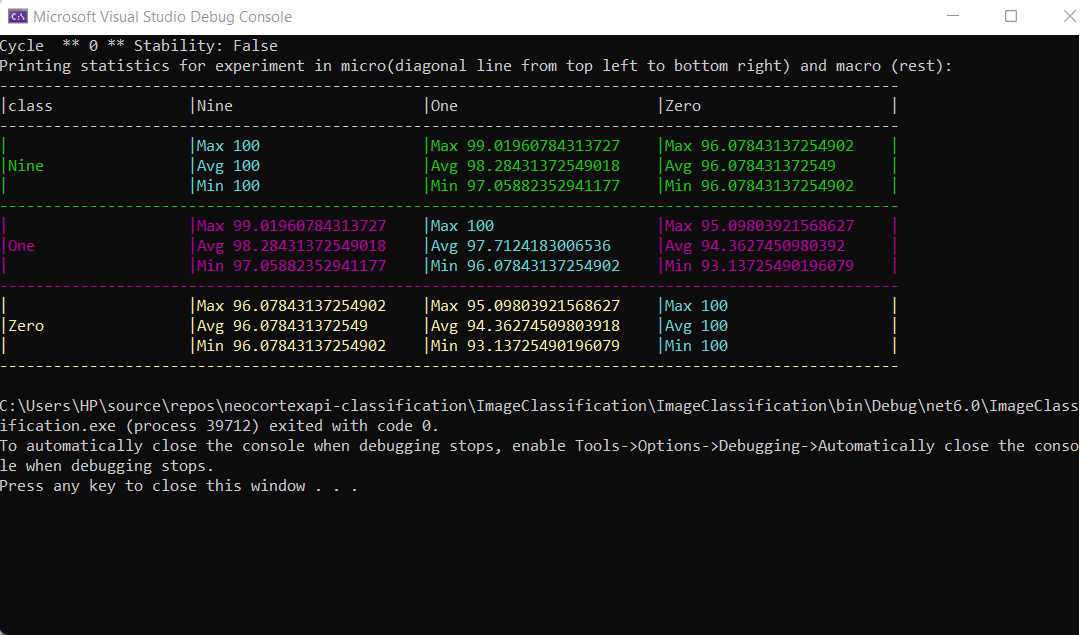 Microsoft Visual Studio Debug Console
Cycle  ** 0 ** Stability: False
Printing statistics for experiment in micro(diagonal line from top left to bottom right) and macro (rest):
----------------------------------------------------------------------------------------------------
|class               |Nine                     |One                      |Zero                     |
----------------------------------------------------------------------------------------------------
|                    |Max 100                  |Max 99.01960784313727    |Max 96.07843137254902    |
|Nine                |Avg 100                  |Avg 98.28431372549018    |Avg 96.078431372549      |
|                    |Min 100                  |Min 97.05882352941177    |Min 96.07843137254902    |
----------------------------------------------------------------------------------------------------
|                    |Max 99.01960784313727    |Max 100                  |Max 95.09803921568627    |
|One                 |Avg 98.28431372549018    |Avg 97.7124183006536     |Avg 94.3627450980392     |
|                    |Min 97.05882352941177    |Min 96.07843137254902    |Min 93.13725490196079    |
----------------------------------------------------------------------------------------------------
|                    |Max 96.07843137254902    |Max 95.09803921568627    |Max 100                  |
|Zero                |Avg 96.078431372549      |Avg 94.36274509803918    |Avg 100                  |
|                    |Min 96.07843137254902    |Min 93.13725490196079    |Min 100                  |
----------------------------------------------------------------------------------------------------
C:\Users\HP\source\repos\neocortexapi-classification\ImageClassification\ImageClassification\bin\Debug\net6.0\ImageClass
ification.exe (process 39712) exited with code 0.
To automatically close the console when debugging stops, enable Tools->Options->Debugging->Automatically close the conso
le when debugging stops.
Press any key to close this window . . .